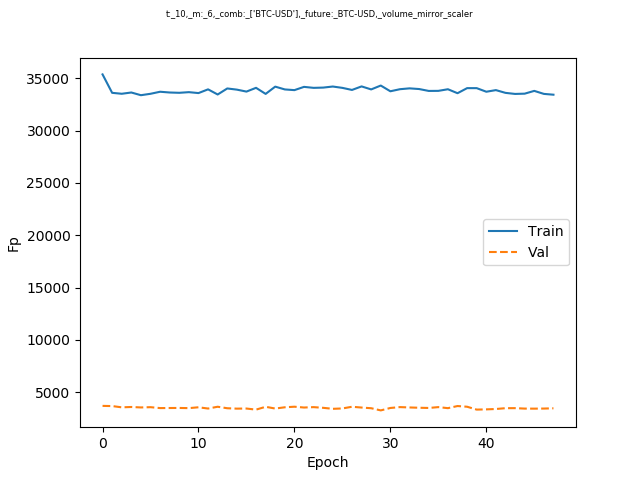 t:_10,_m:_6,_comb:_['BTC-USD'],_future:_BTC-USD,_volume_mirror_scaler
35000
30000
25000
20000
15000
10000
5000
Fp
Train
Val
0 10 20 30 40
Epoch